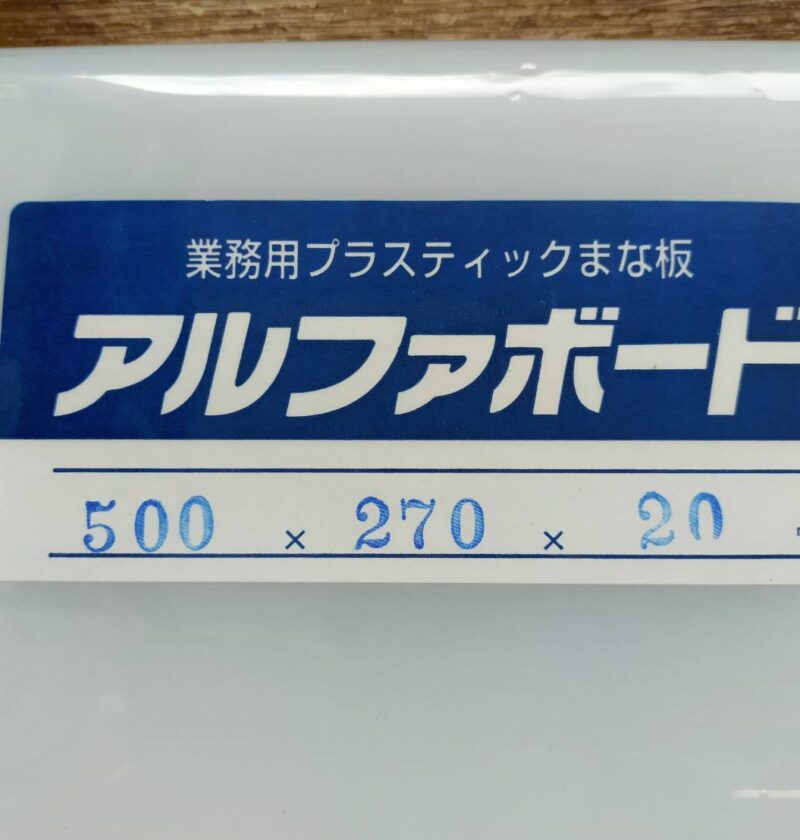 業務用プラスティックまな板
アルファボード
500 × 270 × 20